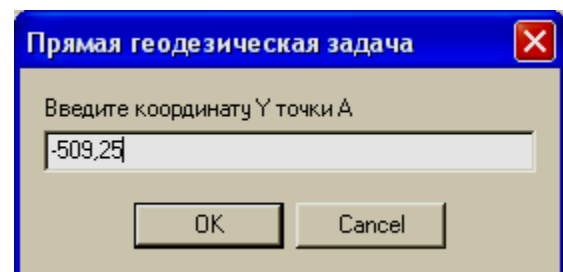 Прямая геодезическая задача
Введите координату Y точки A
-509,25
OK Cancel